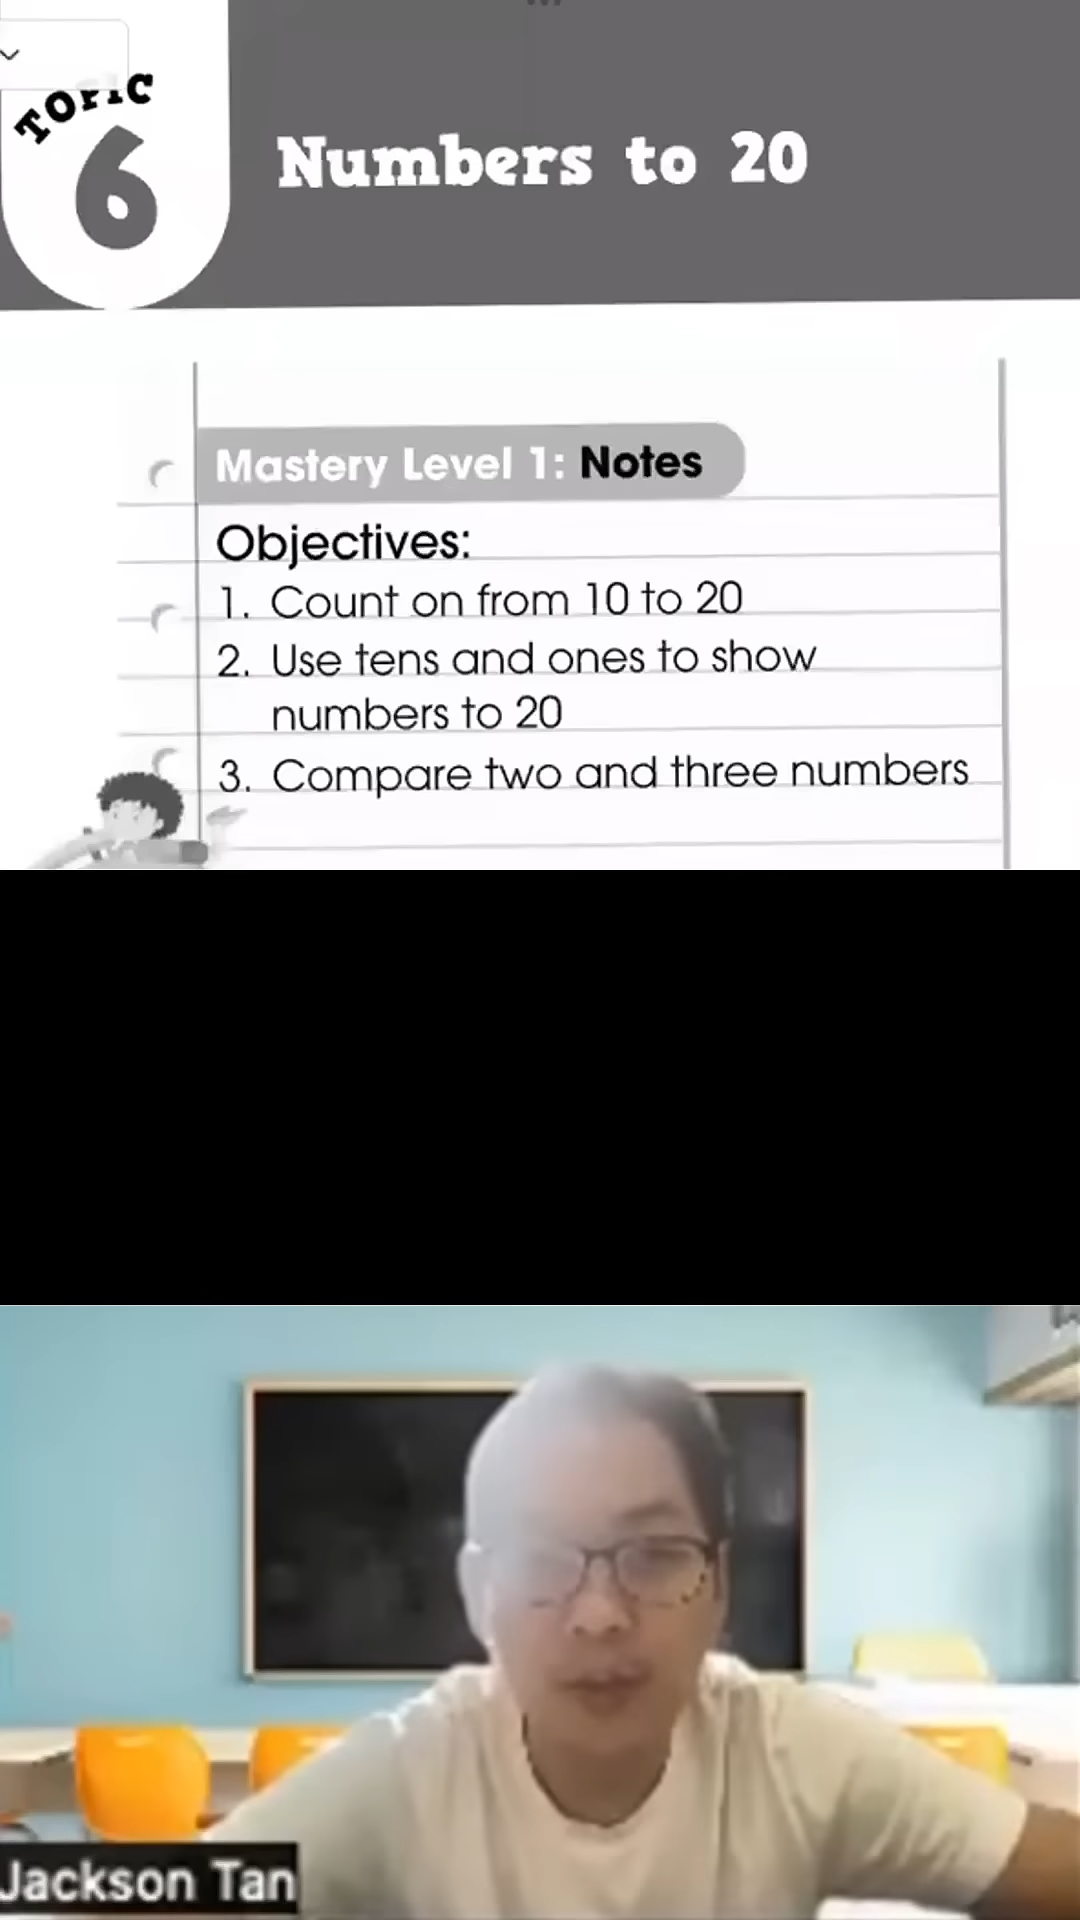 TOPIC
6
Numbers to 20
Mastery Level 1: Notes
Objectives:
1. Count on from 10 to 20
2. Use tens and ones to show
numbers to 20
3. Compare two and three numbers
Jackson Tan